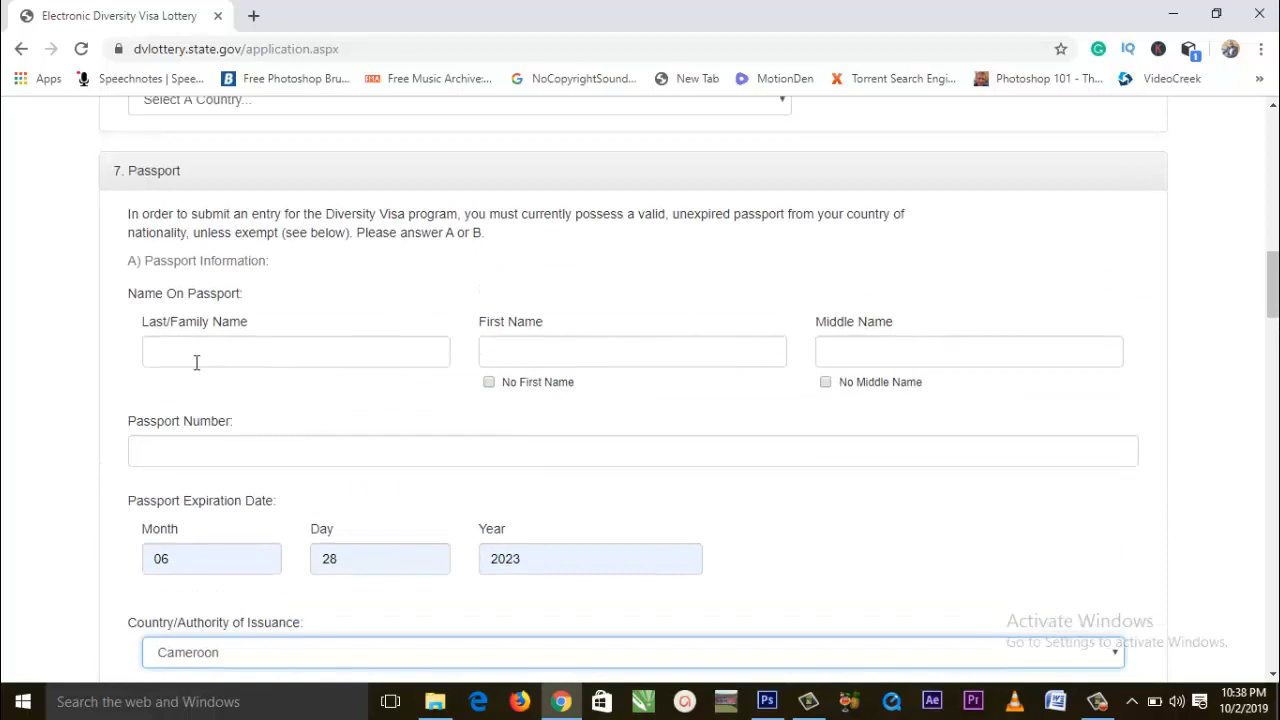 Electronic Diversity Visa Lottery
dvlottery.state.gov/application.aspx
Apps Speechnotes | Spee... Free Photoshop Bru... Free Music Archive:... NoCopyrightSound... New Tab MotionDen Torrent Search Engi... Photoshop 101 - Th... VideoCreek
Select A Country...
7. Passport
In order to submit an entry for the Diversity Visa program, you must currently possess a valid, unexpired passport from your country of
nationality, unless exempt (see below). Please answer A or B.
A) Passport Information:
Name On Passport:
Last/Family Name First Name Middle Name
No First Name No Middle Name
Passport Number:
Passport Expiration Date:
Month Day Year
06 28 2023
Country/Authority of Issuance:
Cameroon
Activate Windows
Go to Settings to activate Windows.
Search the web and Windows
10:38 PM
10/2/2019